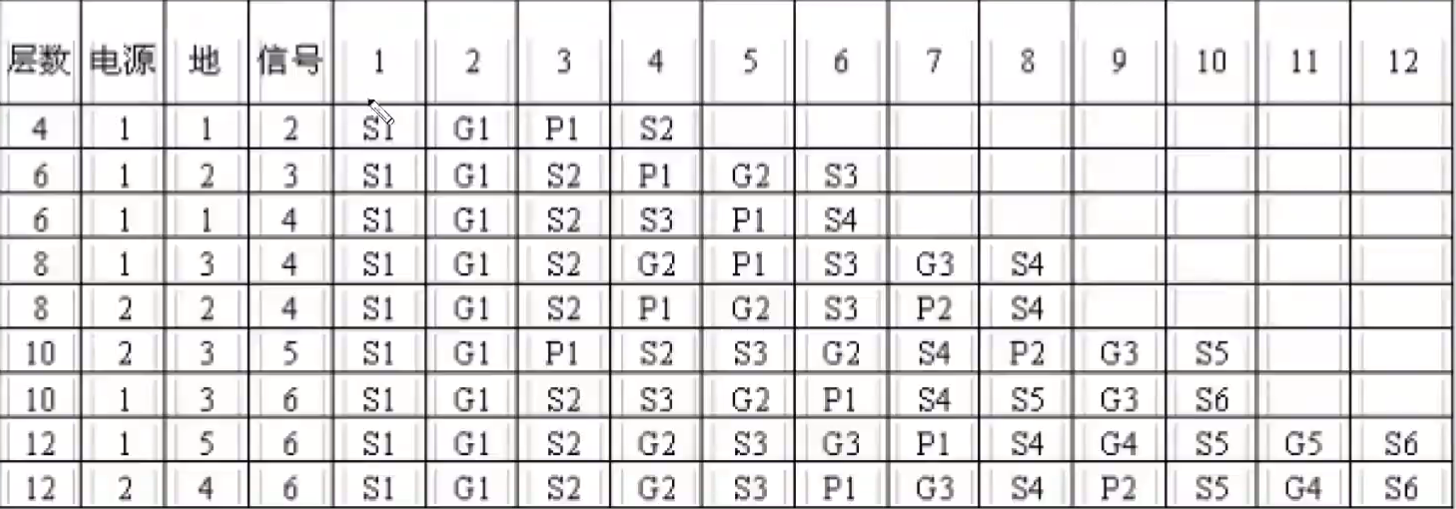 层数 电源 地 信号 1 2 3 4 5 6 7 8 9 10 11 12
4 1 1 2 S1 G1 P1 S2
6 1 2 3 S1 G1 S2 P1 G2 S3
6 1 1 4 S1 G1 S2 S3 P1 S4
8 1 3 4 S1 G1 S2 G2 P1 S3 G3 S4
8 2 2 4 S1 G1 S2 P1 G2 S3 P2 S4
10 2 3 5 S1 G1 P1 S2 S3 G2 S4 P2 G3 S5
10 1 3 6 S1 G1 S2 S3 G2 P1 S4 S5 G3 S6
12 1 5 6 S1 G1 S2 G2 S3 G3 P1 S4 G4 S5 G5 S6
12 2 4 6 S1 G1 S2 G2 S3 P1 G3 S4 P2 S5 G4 S6